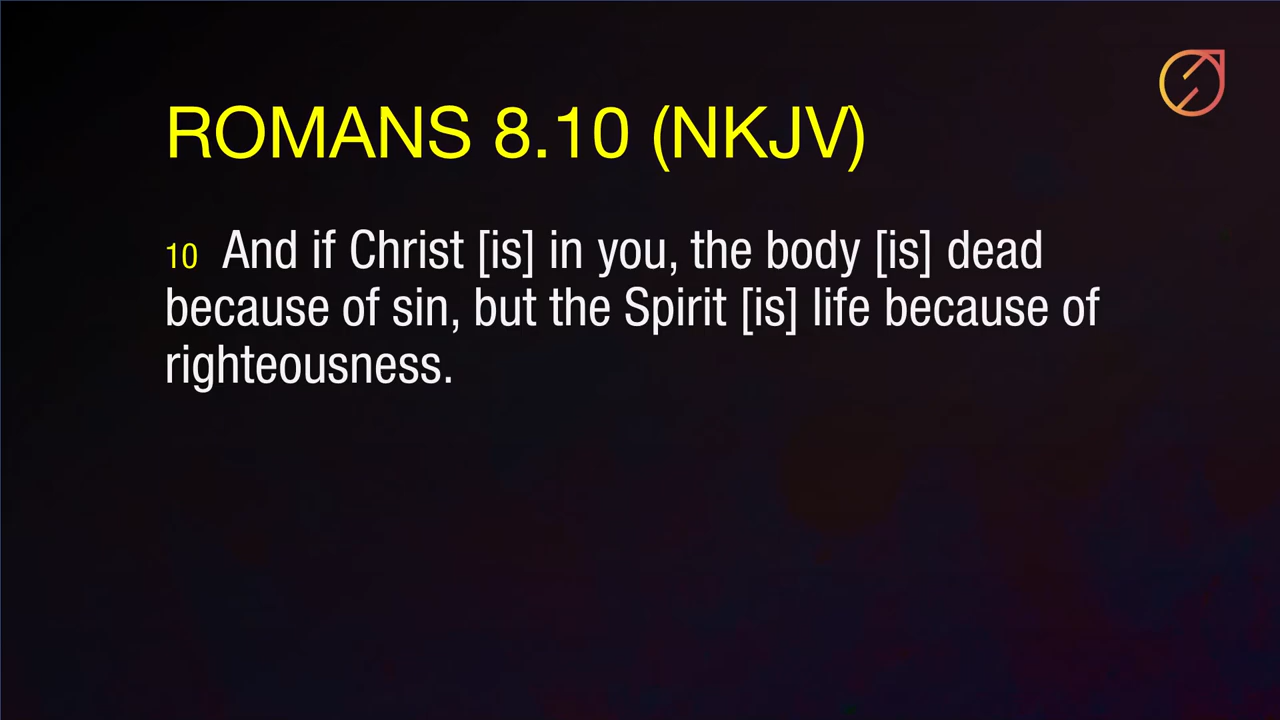 ROMANS 8.10 (NKJV)
10 And if Christ [is] in you, the body [is] dead
because of sin, but the Spirit [is] life because of
righteousness.